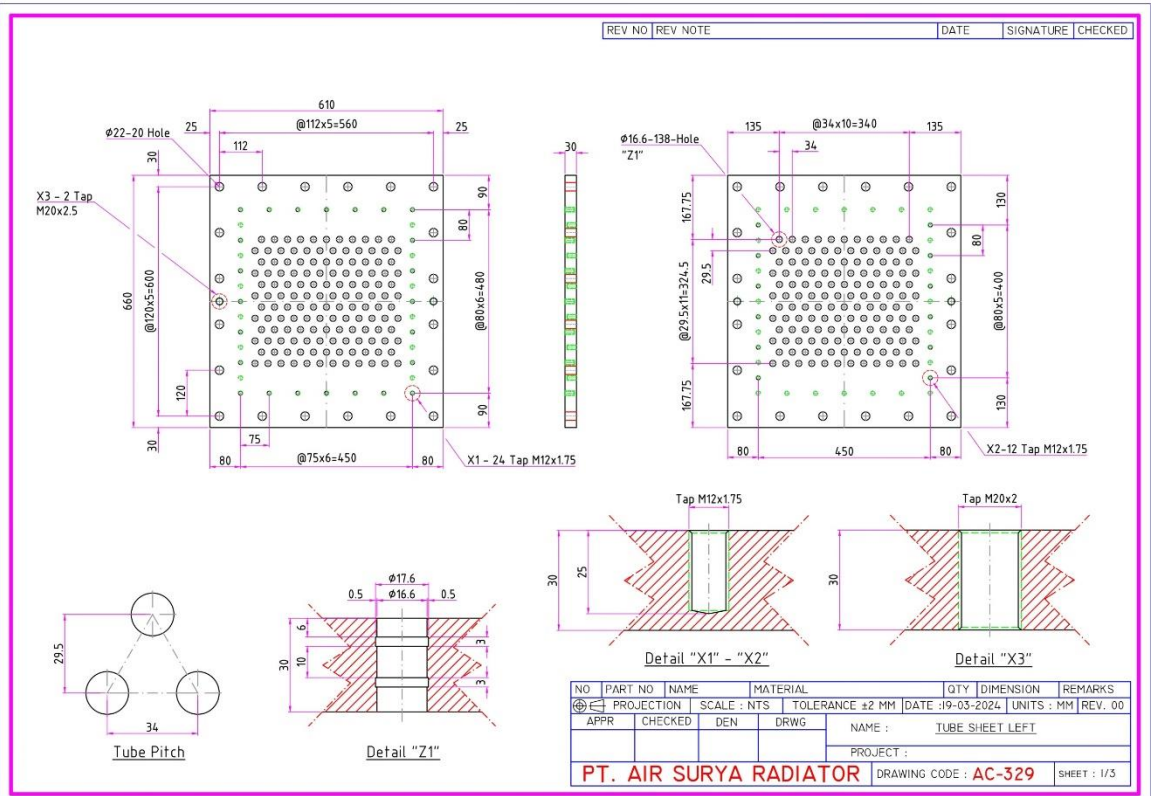 REV NO REV NOTE DATE SIGNATURE CHECKED
610
25 @112x5=560 25
Ø22-20 Hole
112
30
X3 - 2 Tap
M20x2.5
90
80
660
@120x5=600
@80x6=480
120
90
30
75
80 @75x6=450 80
X1 - 24 Tap M12x1.75
30
135 @34x10=340 135
Ø16.6-138-Hole
"Z1"
34
167.75
130
80
29.5
@29.5x11=324.5
@80x5=400
167.75
130
80 450 80
X2-12 Tap M12x1.75
29.5
34
Tube Pitch
Ø17.6
0.5 Ø16.6 0.5
6
3
30
10
3
Detail "Z1"
Tap M12x1.75
30
25
Detail "X1" - "X2"
Tap M20x2
30
Detail "X3"
NO PART NO NAME MATERIAL QTY DIMENSION REMARKS
PROJECTION SCALE : NTS TOLERANCE ±2 MM DATE :19-03-2024 UNITS : MM REV. 00
APPR CHECKED DEN DRWG NAME : TUBE SHEET LEFT
PROJECT :
PT. AIR SURYA RADIATOR DRAWING CODE : AC-329 SHEET : 1/3